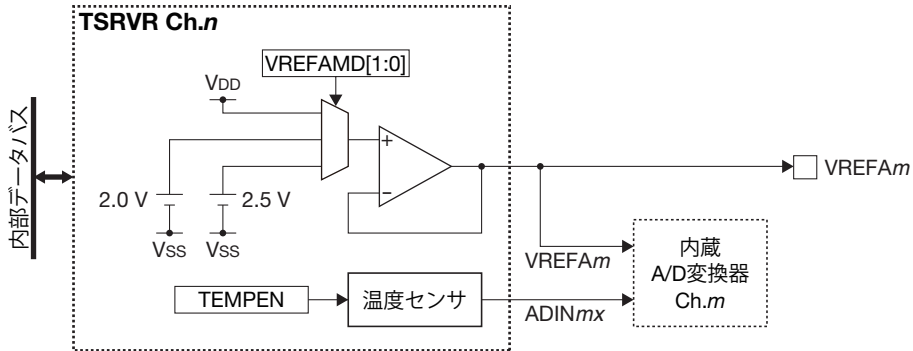 TSRVR Ch.n
VREFAMD[1:0]
VDD
内部データバス
2.0 V
2.5 V
VSS
VSS
+
−
VREFAm
VREFAm
内蔵
A/D変換器
Ch.m
TEMPEN
温度センサ
ADINmx